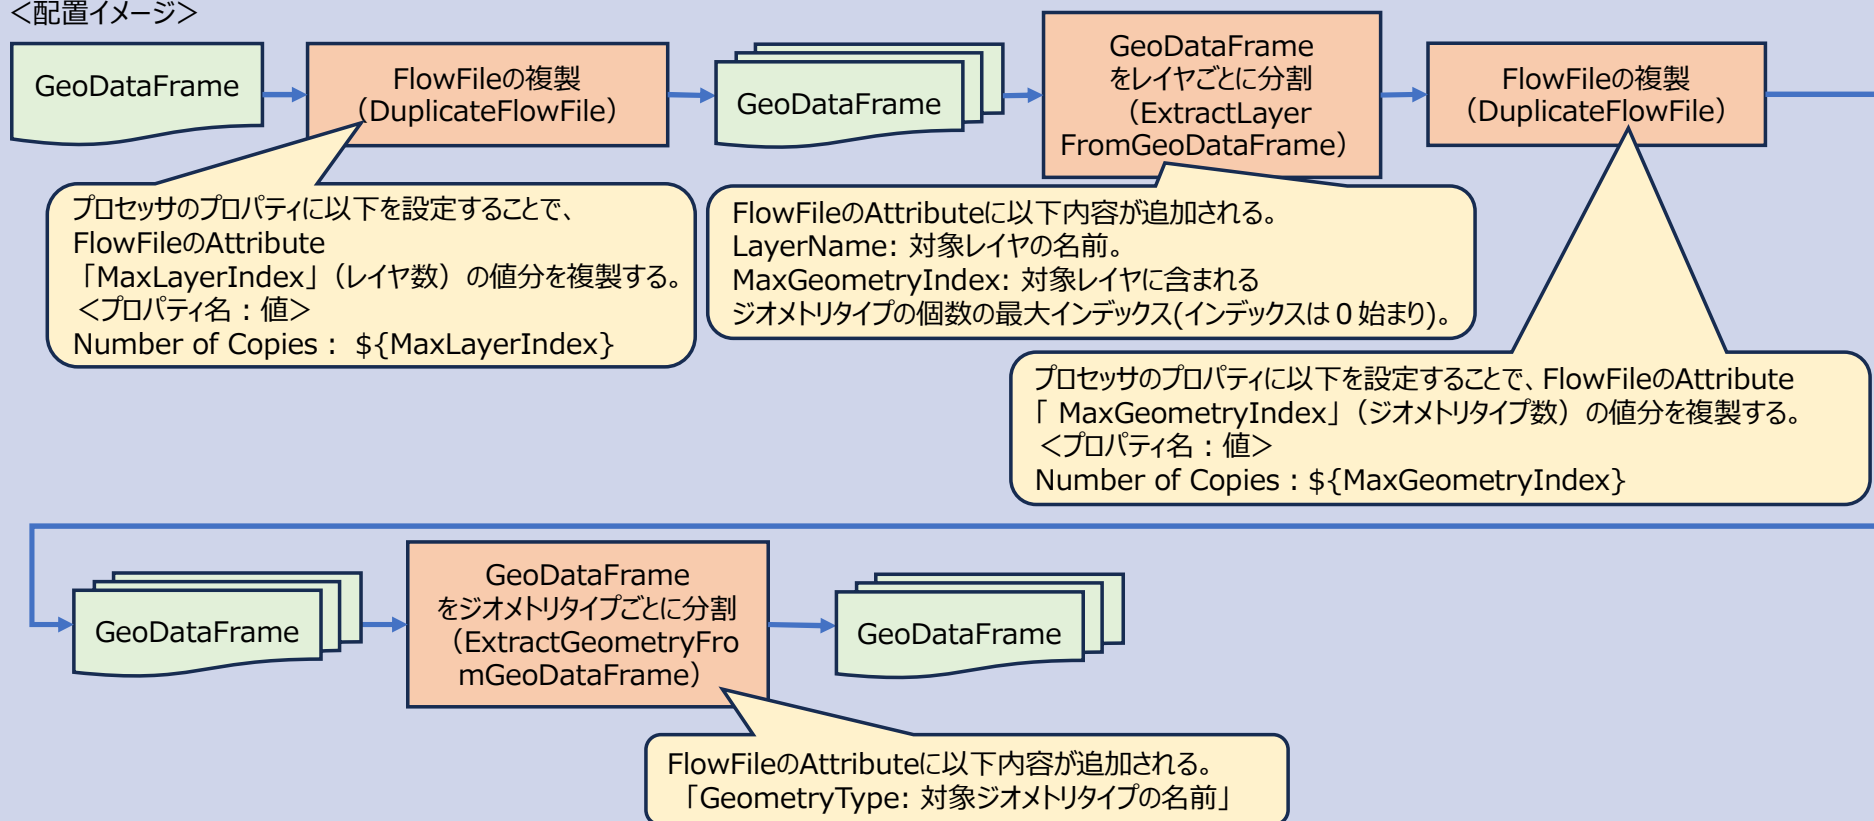 ＜配置イメージ＞
GeoDataFrame
FlowFileの複製
（DuplicateFlowFile）
GeoDataFrame
GeoDataFrame
をレイヤごとに分割
（ExtractLayer
FromGeoDataFrame）
FlowFileの複製
（DuplicateFlowFile）
プロセッサのプロパティに以下を設定することで、
FlowFileのAttribute
「MaxLayerIndex」（レイヤ数）の値分を複製する。
＜プロパティ名：値＞
Number of Copies： ${MaxLayerIndex}
FlowFileのAttributeに以下内容が追加される。
LayerName: 対象レイヤの名前。
MaxGeometryIndex: 対象レイヤに含まれる
ジオメトリタイプの個数の最大インデックス(インデックスは０始まり)。
プロセッサのプロパティに以下を設定することで、FlowFileのAttribute
「 MaxGeometryIndex」（ジオメトリタイプ数）の値分を複製する。
＜プロパティ名：値＞
Number of Copies：${MaxGeometryIndex}
GeoDataFrame
GeoDataFrame
をジオメトリタイプごとに分割
（ExtractGeometryFro
mGeoDataFrame）
GeoDataFrame
FlowFileのAttributeに以下内容が追加される。
「GeometryType: 対象ジオメトリタイプの名前」